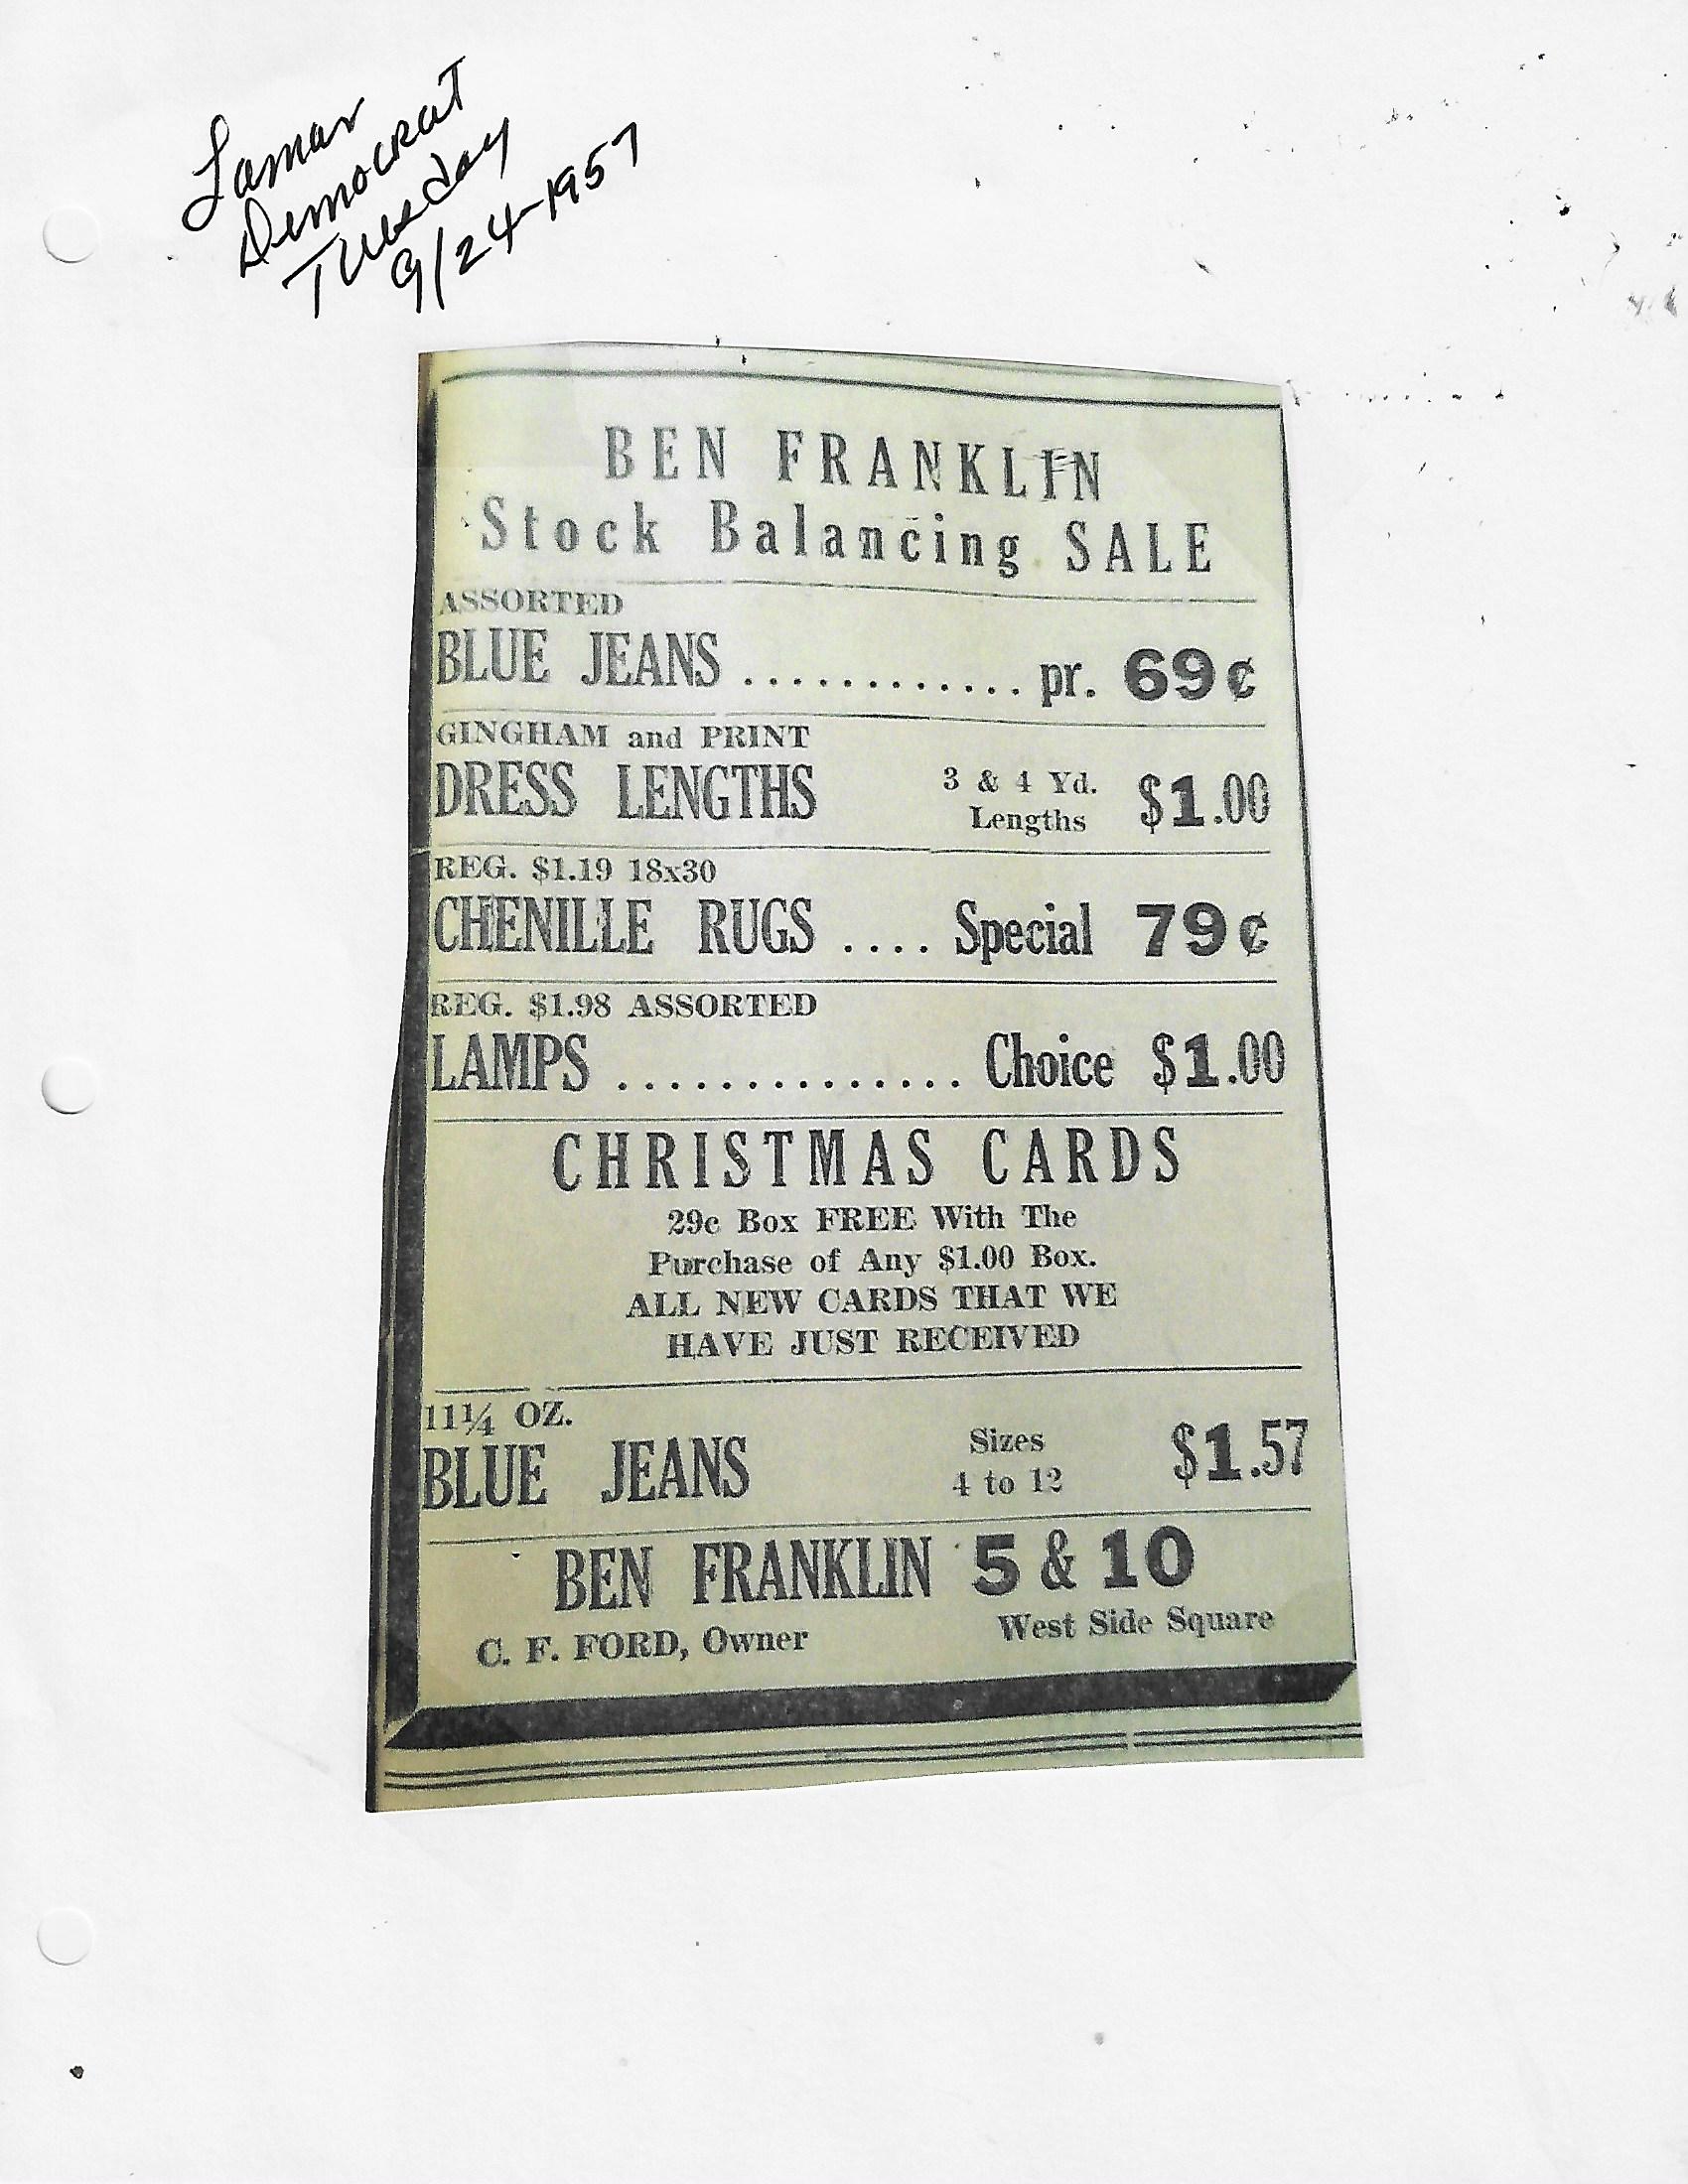 Lamar
Democrat
Tuesday
9/24-1957
BEN FRANKLIN
Stock Balancing SALE
ASSORTED
BLUE JEANS ............ pr. 69¢
GINGHAM and PRINT
DRESS LENGTHS 3 & 4 Yd. Lengths $1.00
REG. $1.19 18x30
CHENILLE RUGS .... Special 79¢
REG. $1.98 ASSORTED
LAMPS .............. Choice $1.00
CHRISTMAS CARDS
29c Box FREE With The
Purchase of Any $1.00 Box.
ALL NEW CARDS THAT WE
HAVE JUST RECEIVED
11¼ OZ.
BLUE JEANS Sizes 4 to 12 $1.57
BEN FRANKLIN 5 & 10
C. F. FORD, Owner West Side Square